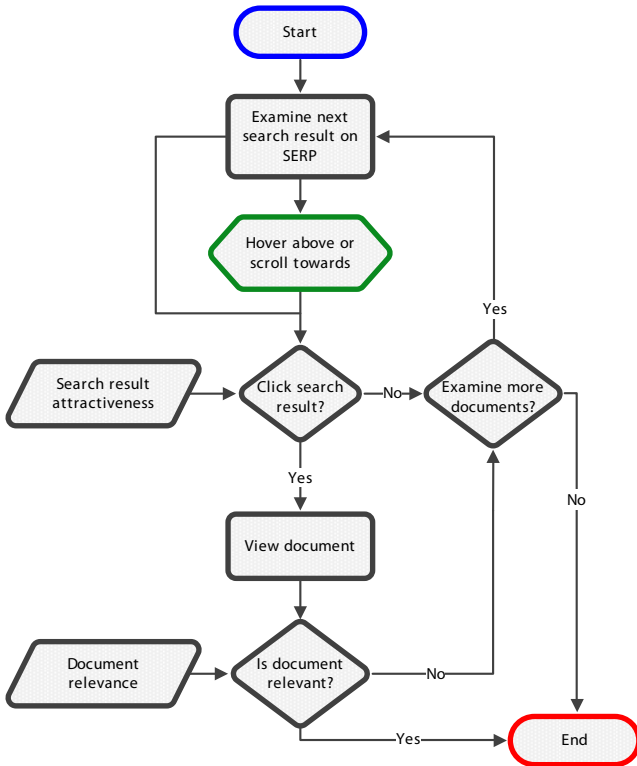 Start
Examine next
search result on
SERP
Hover above or
scroll towards
Yes
Search result
attractiveness
Click search
result?
No
Examine more
documents?
Yes
No
View document
Document
relevance
Is document
relevant?
No
Yes
End